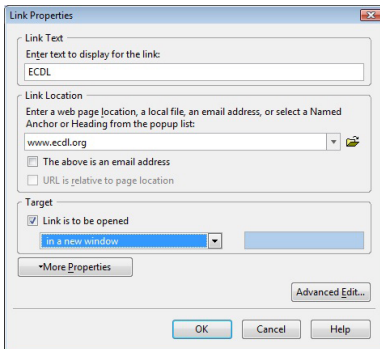 Link Properties
Link Text
Enter text to display for the link:
ECDL
Link Location
Enter a web page location, a local file, an email address, or select a Named
Anchor or Heading from the popup list:
www.ecdl.org
The above is an email address
URL is relative to page location
Target
Link is to be opened
in a new window
More Properties
Advanced Edit...
OK Cancel Help